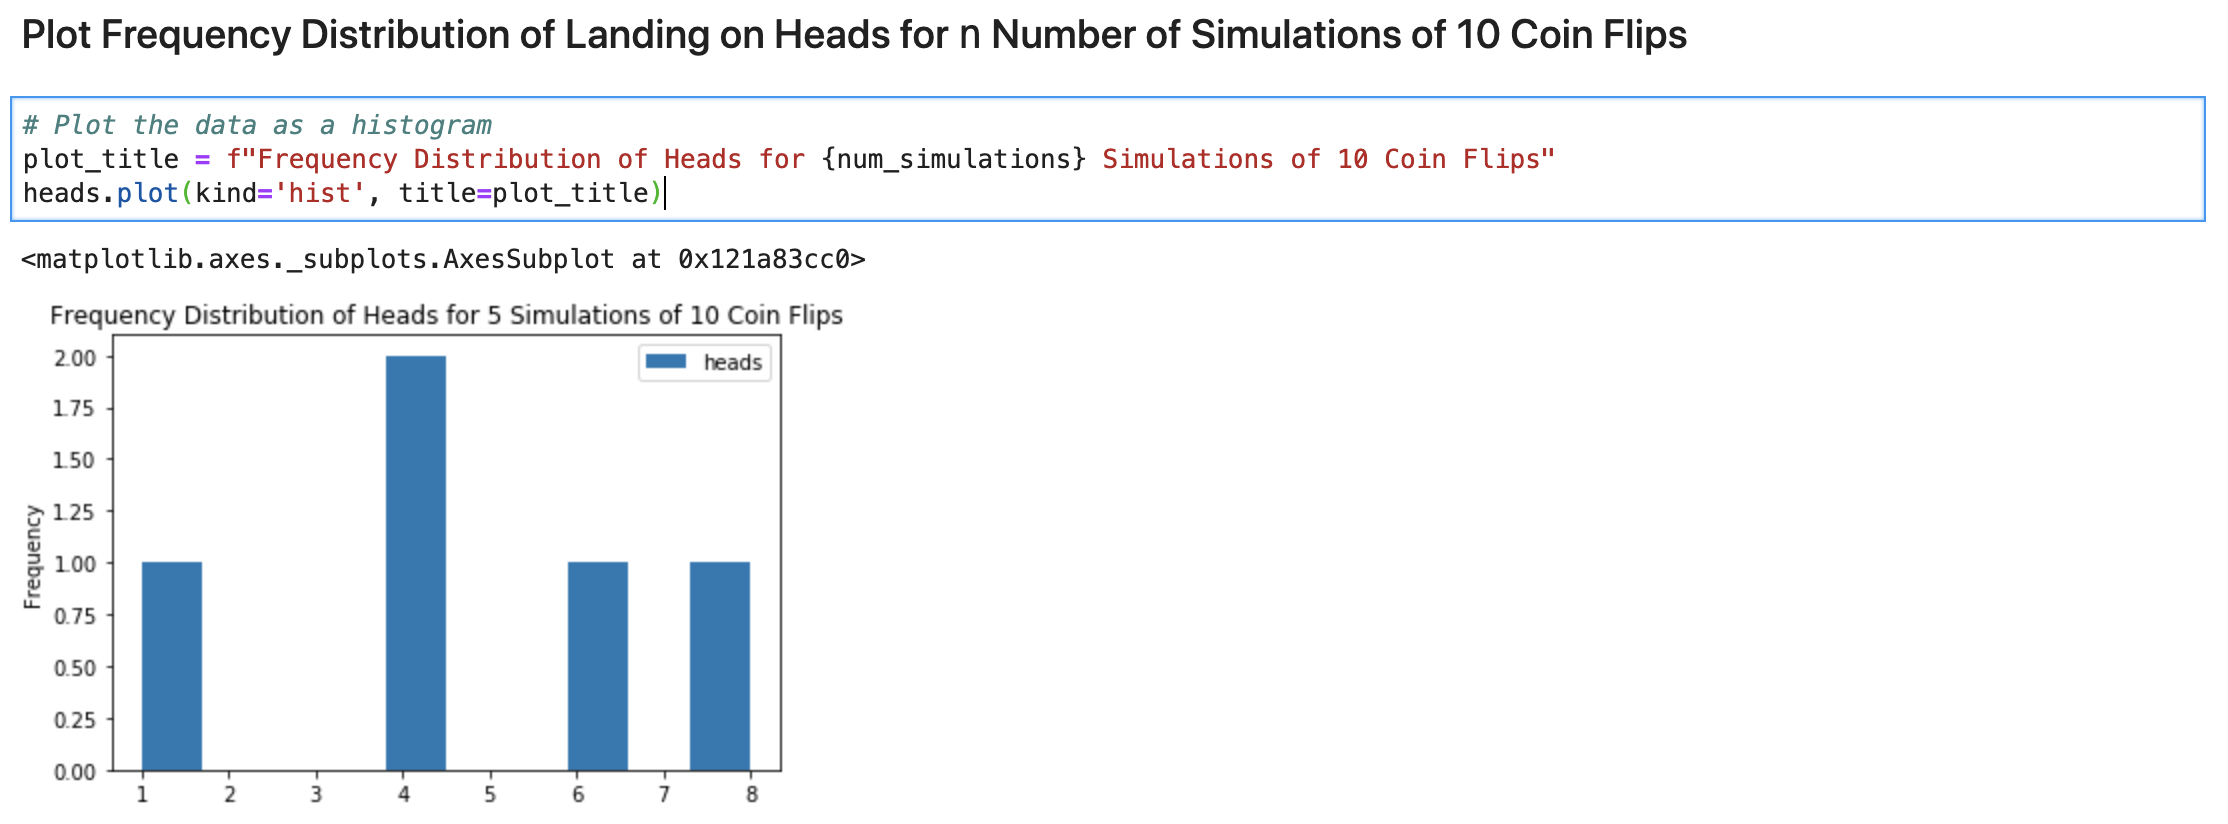 Plot Frequency Distribution of Landing on Heads for n Number of Simulations of 10 Coin Flips
# Plot the data as a histogram
plot_title = f"Frequency Distribution of Heads for {num_simulations} Simulations of 10 Coin Flips"
heads.plot(kind='hist', title=plot_title)
<matplotlib.axes._subplots.AxesSubplot at 0x121a83cc0>
Frequency Distribution of Heads for 5 Simulations of 10 Coin Flips
heads
2.00
1.75
1.50
1.25
1.00
0.75
0.50
0.25
0.00
Frequency
1 2 3 4 5 6 7 8